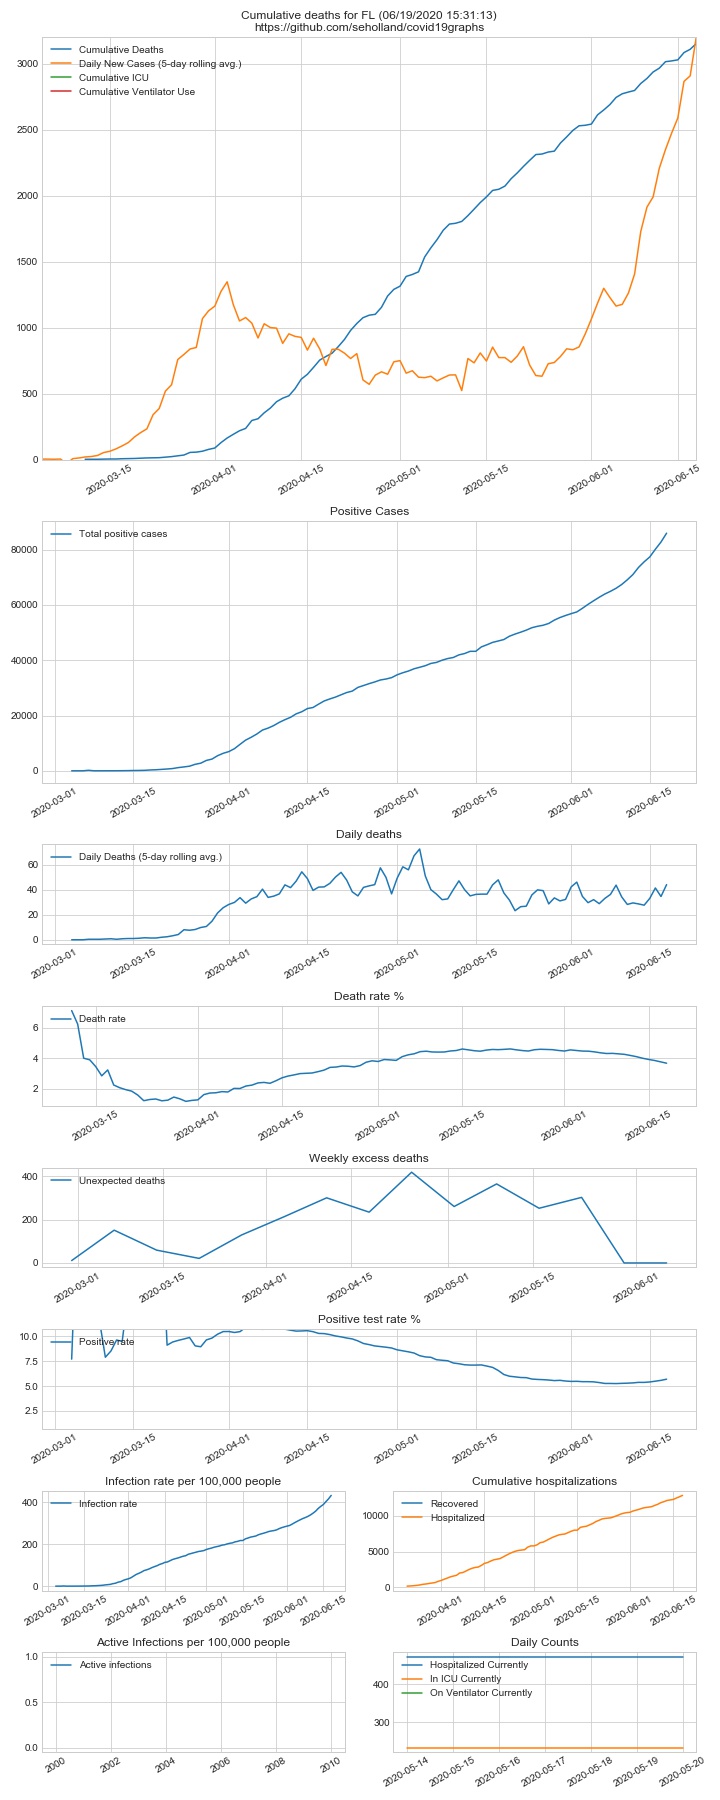 Cumulative deaths for FL (06/19/2020 15:31:13)
https://github.com/seholland/covid19graphs
Cumulative Deaths
Daily New Cases (5-day rolling avg.)
Cumulative ICU
Cumulative Ventilator Use
3000
2500
2000
1500
1000
500
0
2020-03-15 2020-04-01 2020-04-15 2020-05-01 2020-05-15 2020-06-01 2020-06-15
Positive Cases
Total positive cases
80000
60000
40000
20000
0
2020-03-01 2020-03-15 2020-04-01 2020-04-15 2020-05-01 2020-05-15 2020-06-01 2020-06-15
Daily deaths
Daily Deaths (5-day rolling avg.)
60
40
20
0
2020-03-01 2020-03-15 2020-04-01 2020-04-15 2020-05-01 2020-05-15 2020-06-01 2020-06-15
Death rate %
Death rate
6
4
2
2020-03-15 2020-04-01 2020-04-15 2020-05-01 2020-05-15 2020-06-01 2020-06-15
Weekly excess deaths
Unexpected deaths
400
200
0
2020-03-01 2020-03-15 2020-04-01 2020-04-15 2020-05-01 2020-05-15 2020-06-01
Positive test rate %
Positive rate
10.0
7.5
5.0
2.5
2020-03-01 2020-03-15 2020-04-01 2020-04-15 2020-05-01 2020-05-15 2020-06-01 2020-06-15
Infection rate per 100,000 people
Infection rate
400
200
0
2020-03-01 2020-03-15 2020-04-01 2020-04-15 2020-05-01 2020-05-15 2020-06-01 2020-06-15
Cumulative hospitalizations
Recovered
Hospitalized
10000
5000
0
2020-04-01 2020-04-15 2020-05-01 2020-05-15 2020-06-01 2020-06-15
Active Infections per 100,000 people
Active infections
1.0
0.5
0.0
2000 2002 2004 2006 2008 2010
Daily Counts
Hospitalized Currently
In ICU Currently
On Ventilator Currently
400
300
2020-05-14 2020-05-15 2020-05-16 2020-05-17 2020-05-18 2020-05-19 2020-05-20